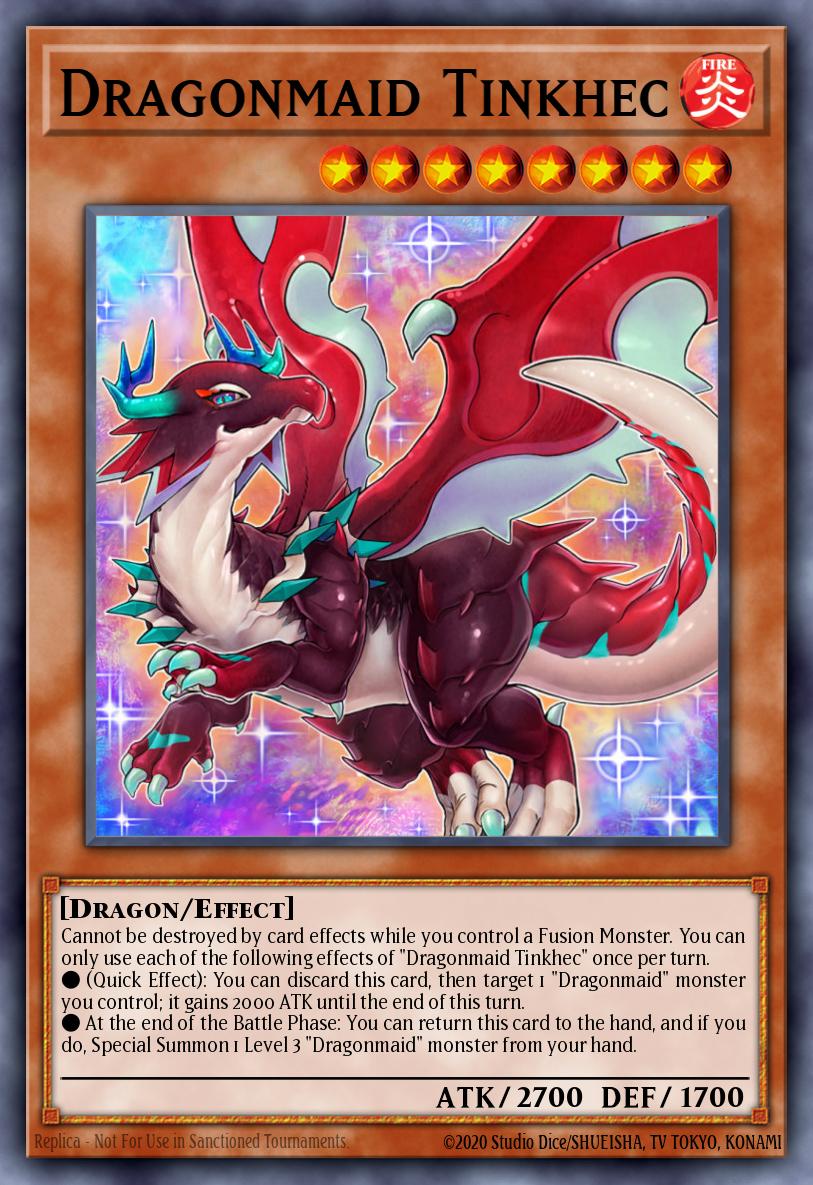 Dragonmaid Tinkhec
FIRE
炎
[Dragon/Effect]
Cannot be destroyed by card effects while you control a Fusion Monster. You can
only use each of the following effects of "Dragonmaid Tinkhec" once per turn.
● (Quick Effect): You can discard this card, then target 1 "Dragonmaid" monster
you control; it gains 2000 ATK until the end of this turn.
● At the end of the Battle Phase: You can return this card to the hand, and if you
do, Special Summon 1 Level 3 "Dragonmaid" monster from your hand.
ATK/2700 DEF/1700
Replica - Not For Use in Sanctioned Tournaments.
©2020 Studio Dice/SHUEISHA, TV TOKYO, KONAMI